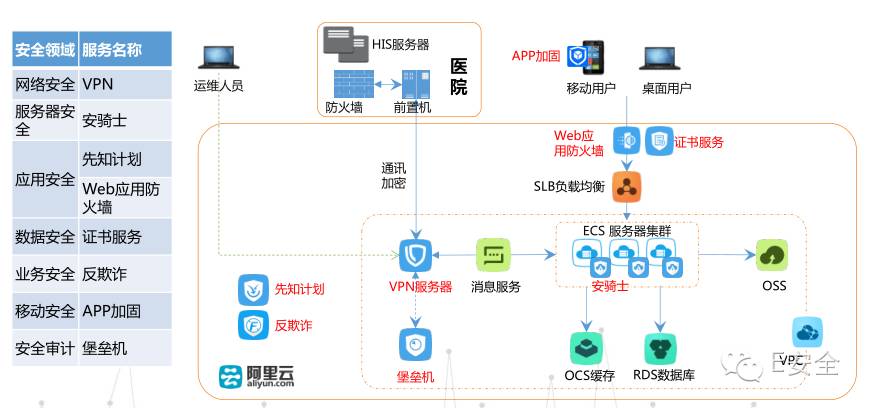 安全领域 服务名称
网络安全 VPN
服务器安
全
安骑士
应用安全
先知计划
Web应用防
火墙
数据安全 证书服务
业务安全 反欺诈
移动安全 APP加固
安全审计 堡垒机
运维人员
HIS服务器
医
院
防火墙
前置机
APP加固
移动用户
桌面用户
通讯
加密
Web应
用防火墙
证书服务
SLB负载均衡
ECS 服务器集群
安骑士
VPN服务器
消息服务
OSS
先知计划
反欺诈
堡垒机
OCS缓存
RDS数据库
VPC
E安全
阿里云
aliyun.com